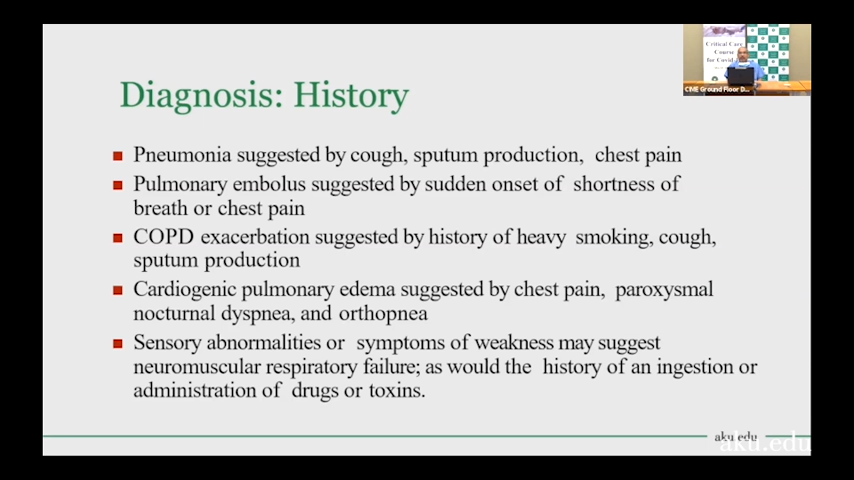 Critical Care
Course
for Covid
CIME Ground Floor D...
Diagnosis: History
Pneumonia suggested by cough, sputum production, chest pain
Pulmonary embolus suggested by sudden onset of shortness of
breath or chest pain
COPD exacerbation suggested by history of heavy smoking, cough,
sputum production
Cardiogenic pulmonary edema suggested by chest pain, paroxysmal
nocturnal dyspnea, and orthopnea
Sensory abnormalities or symptoms of weakness may suggest
neuromuscular respiratory failure; as would the history of an ingestion or
administration of drugs or toxins.
aku.edu
aku.edu